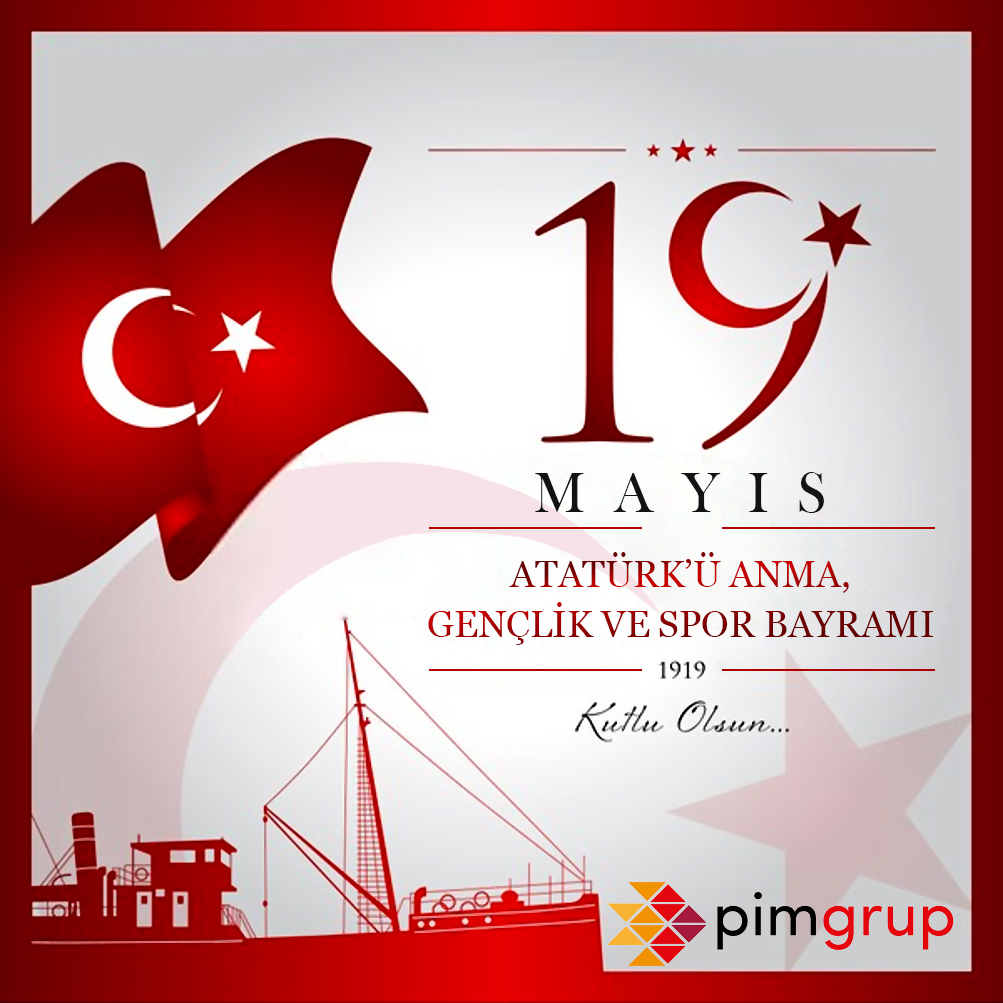 19
MAYIS
ATATÜRK’Ü ANMA,
GENÇLİK VE SPOR BAYRAMI
1919
Kutlu Olsun...
pimgrup